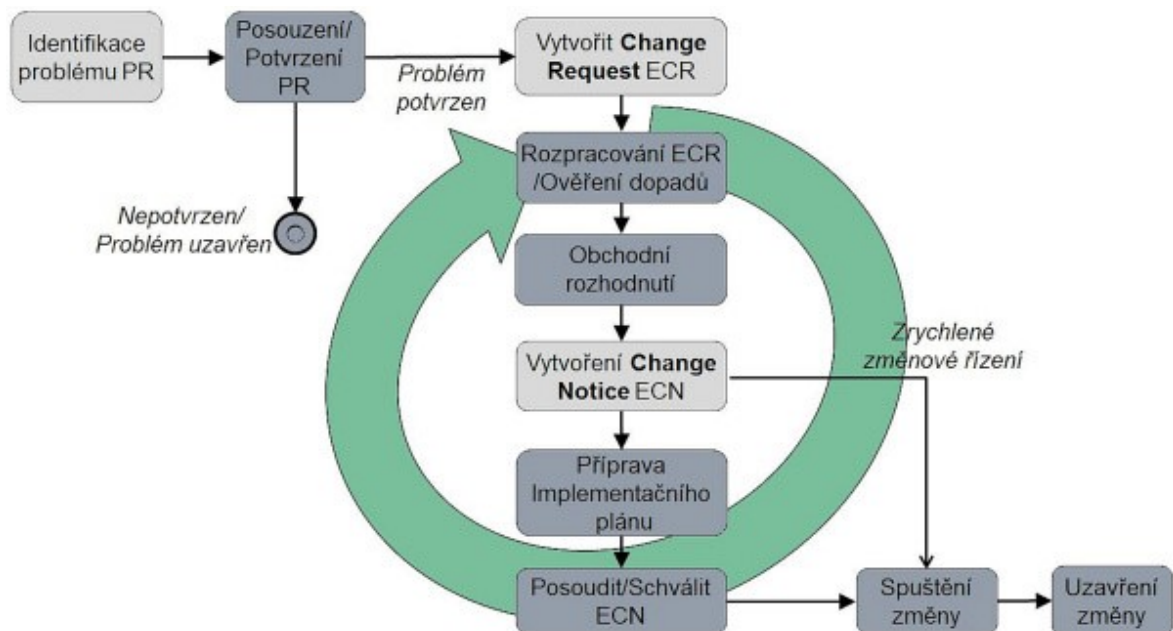 Identifikace
problému PR
Posouzení/
Potvrzení
PR
Problém
potvrzen
Vytvořit Change
Request ECR
Nepotvrzen/
Problém uzavřen
Rozpracování ECR
/Ověření dopadů
Obchodní
rozhodnutí
Vytvoření Change
Notice ECN
Zrychlené
změnové řízení
Příprava
Implementačního
plánu
Posoudit/Schválit
ECN
Spuštění
změny
Uzavření
změny